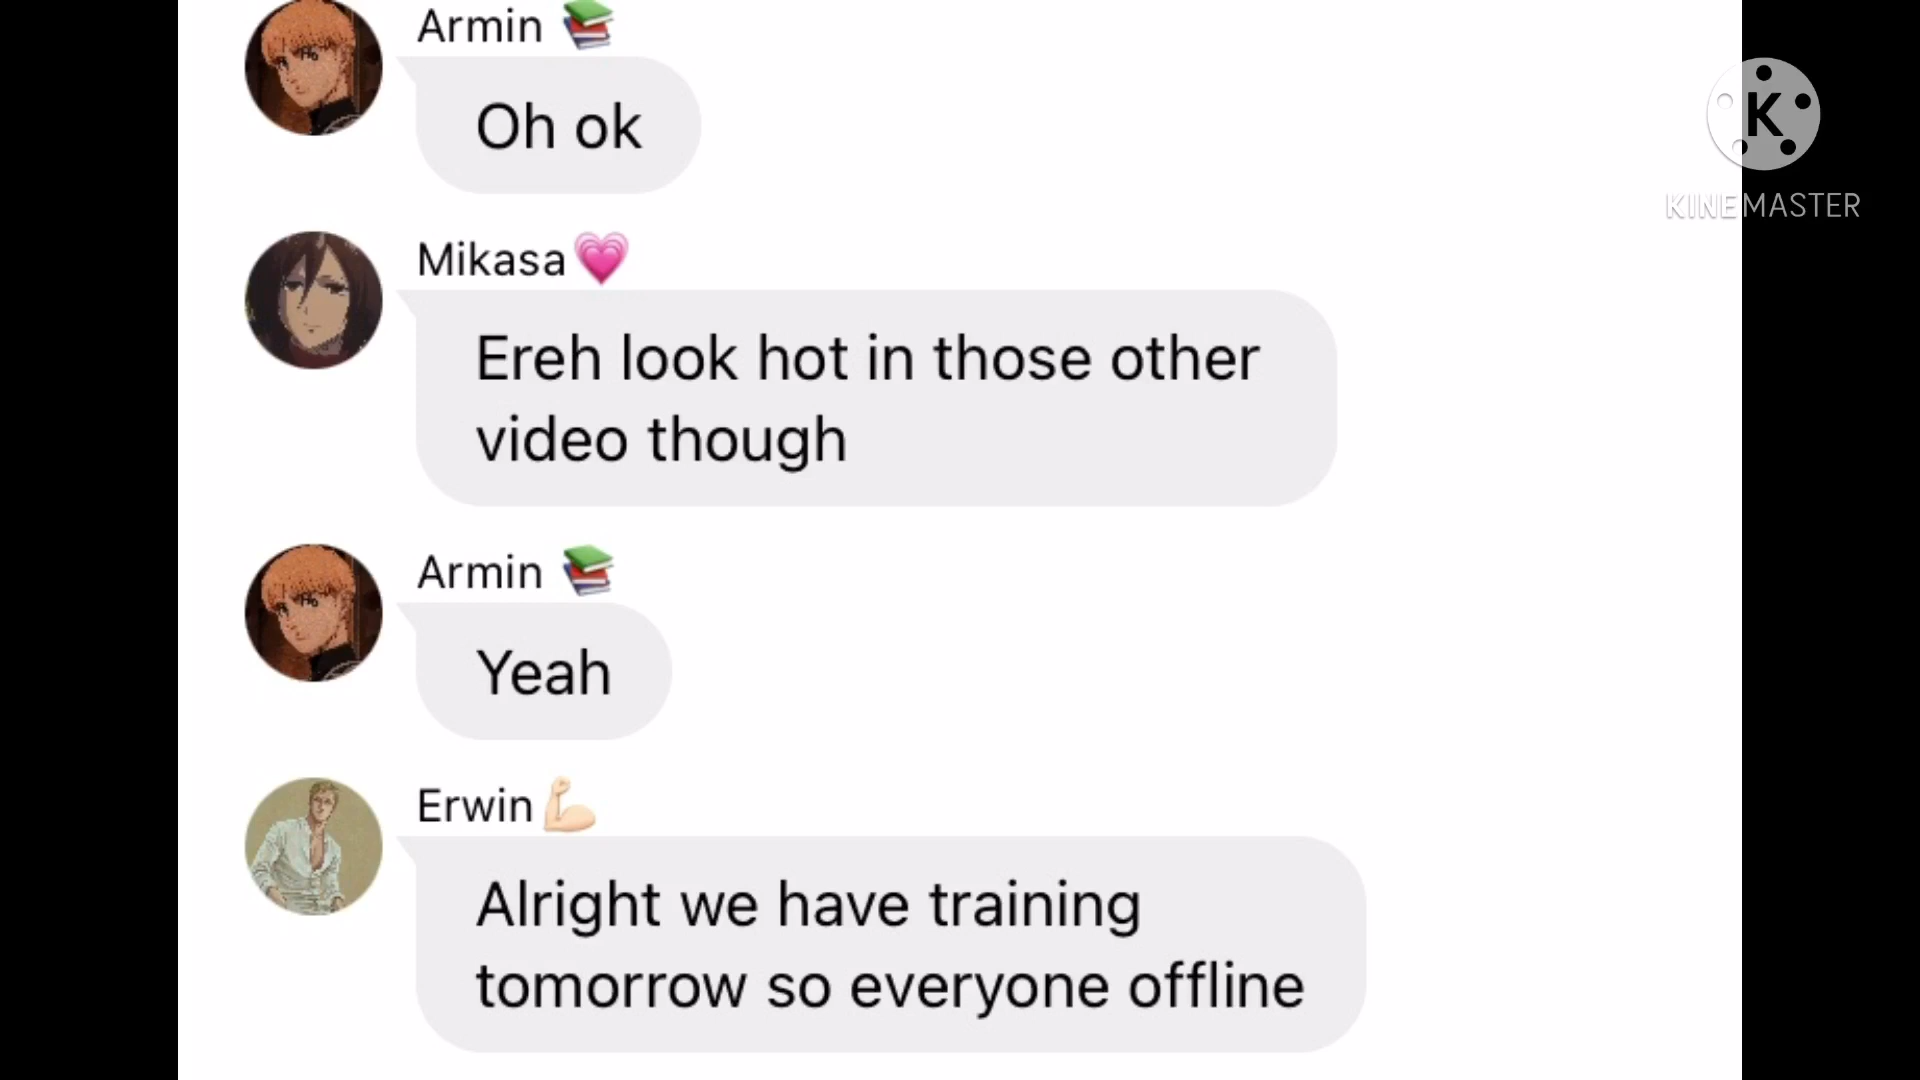 Armin 📚
Oh ok
K
KINEMASTER
Mikasa💗
Ereh look hot in those other
video though
Armin 📚
Yeah
Erwin💪🏻
Alright we have training
tomorrow so everyone offline